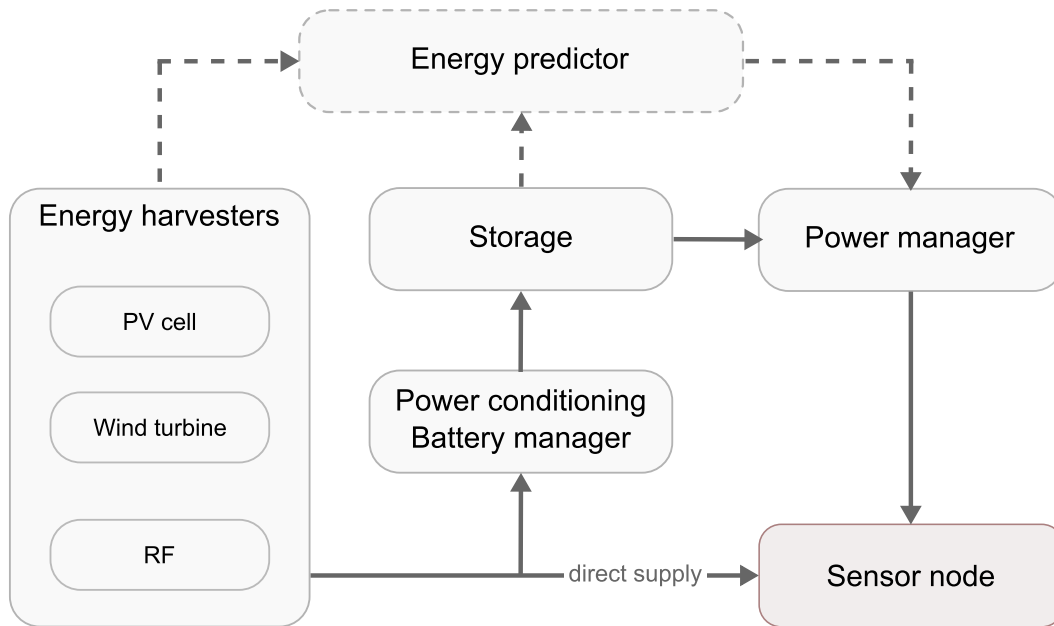 Energy predictor
Energy harvesters
Storage
Power manager
PV cell
Power conditioning
Battery manager
Wind turbine
RF
direct supply
Sensor node